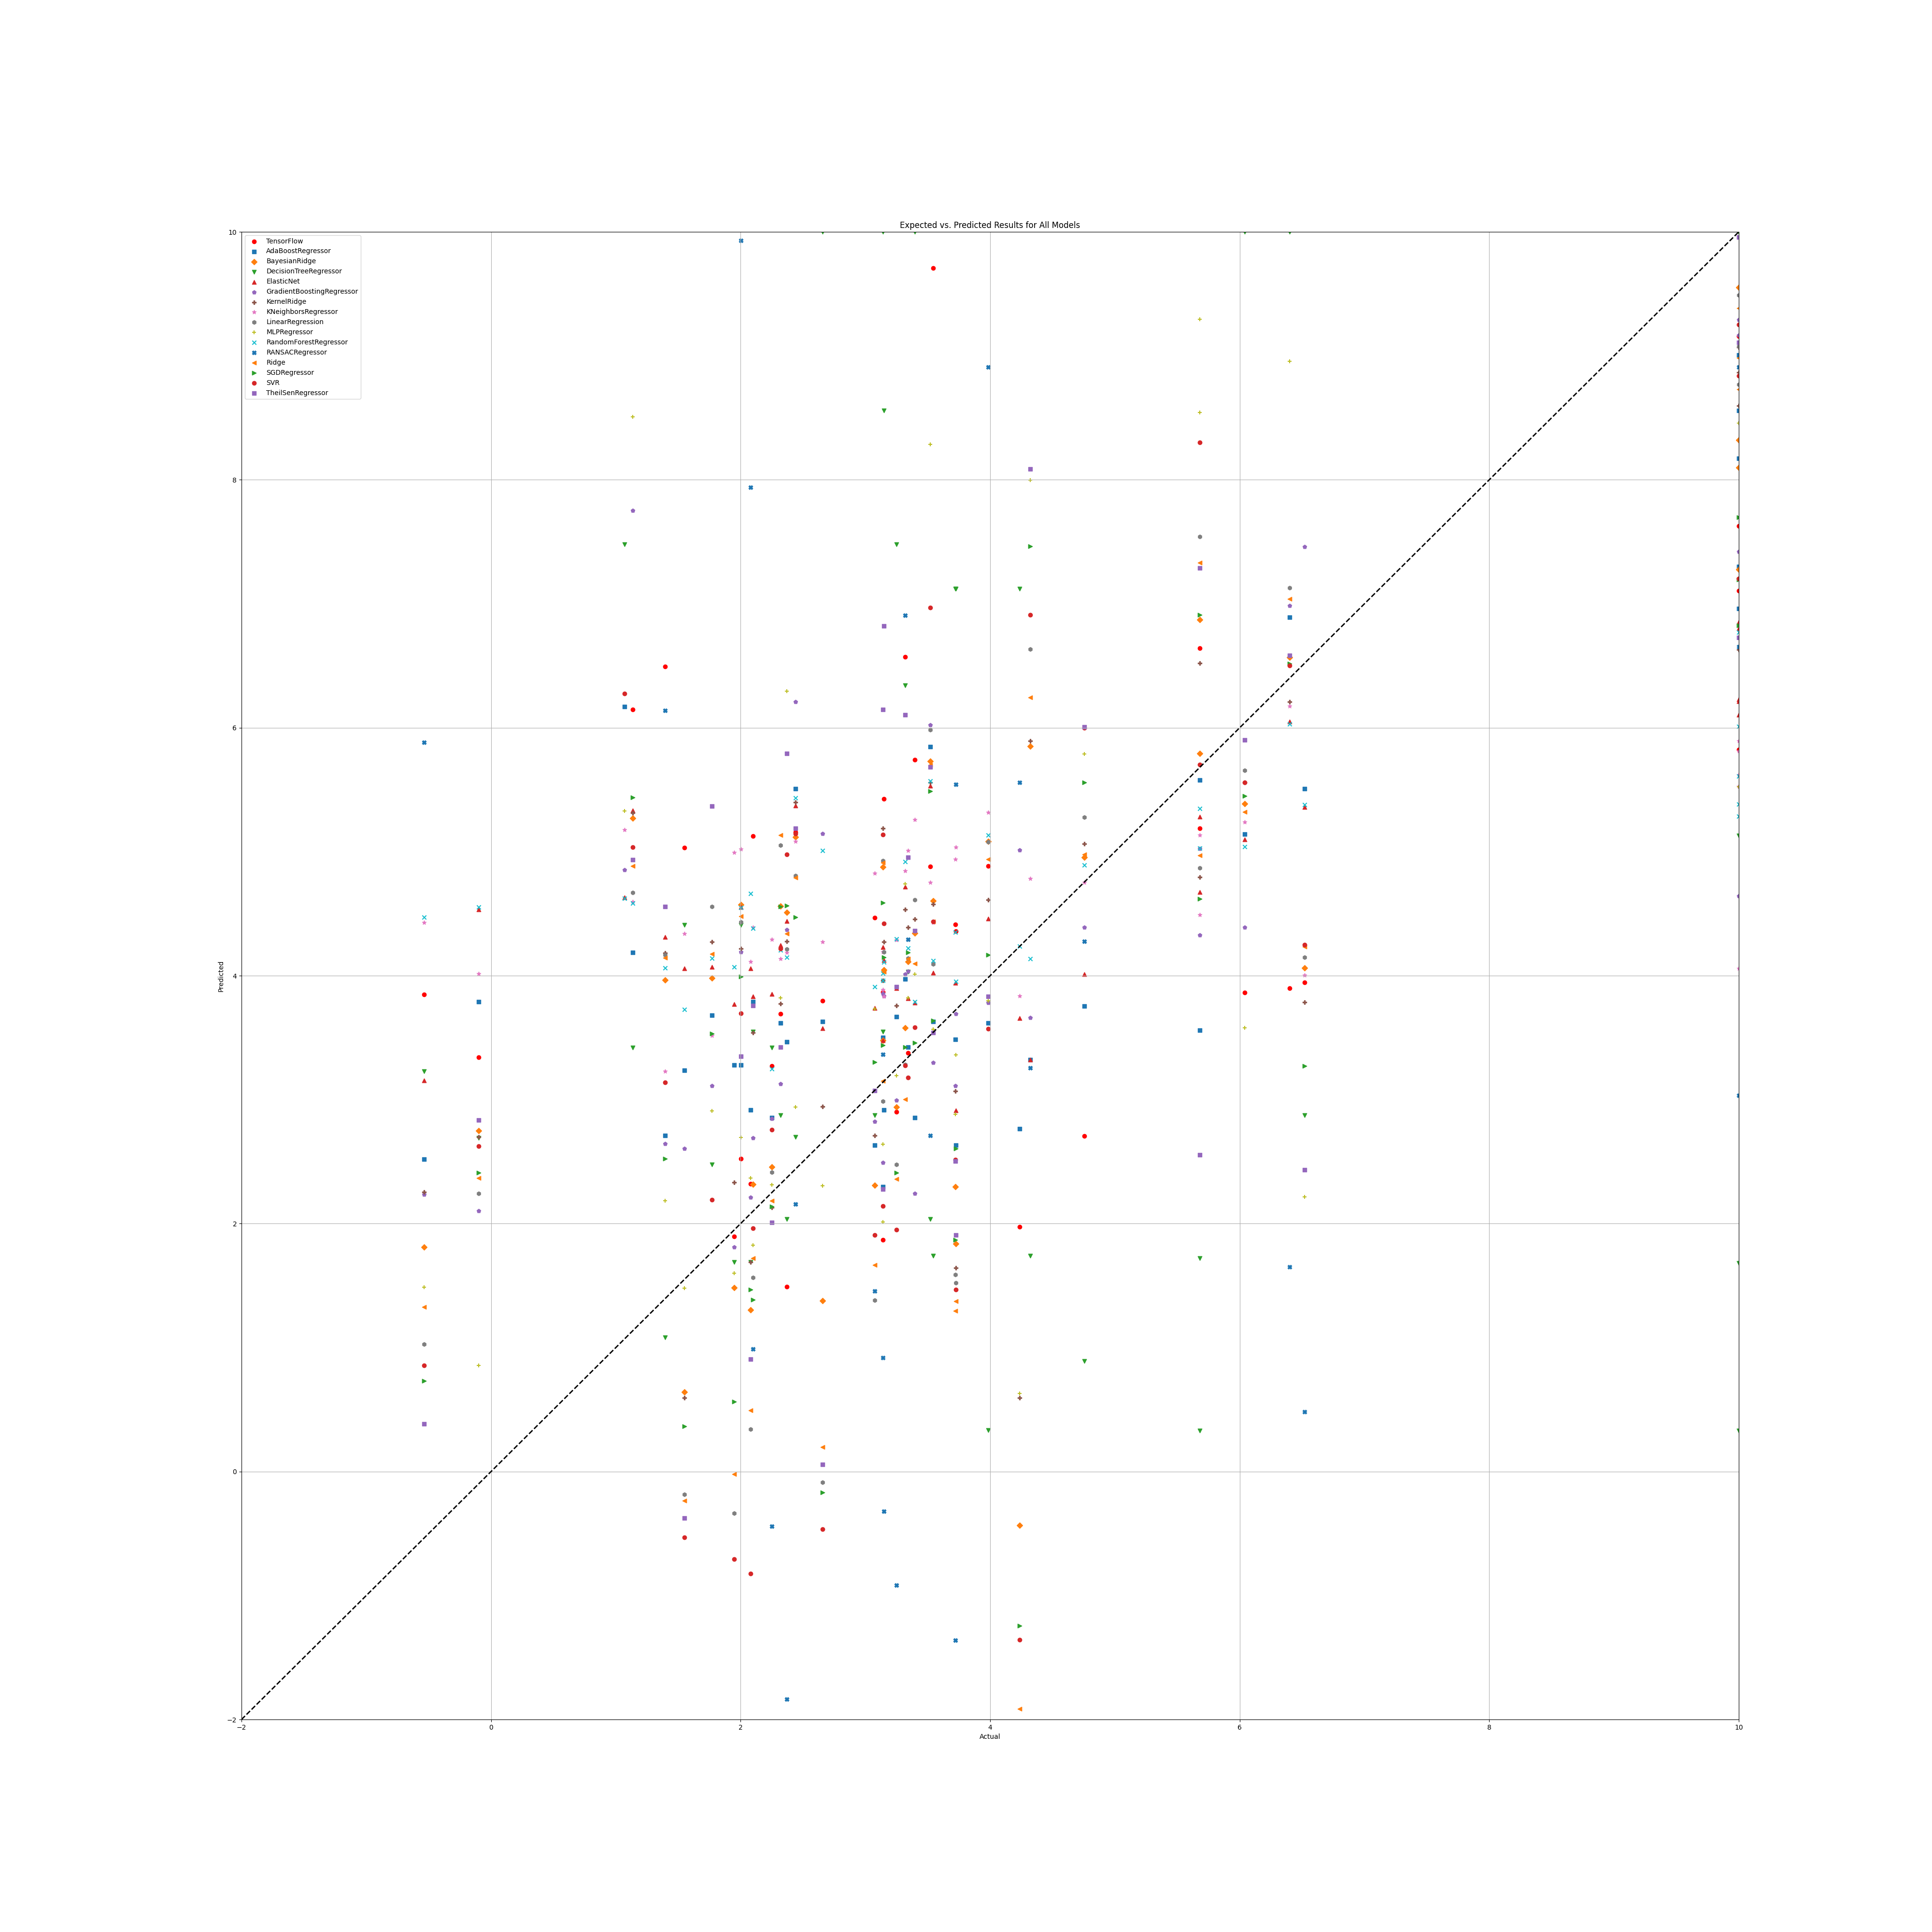 Expected vs. Predicted Results for All Models
TensorFlow
AdaBoostRegressor
BayesianRidge
DecisionTreeRegressor
ElasticNet
GradientBoostingRegressor
KernelRidge
KNeighborsRegressor
LinearRegression
MLPRegressor
RandomForestRegressor
RANSACRegressor
Ridge
SGDRegressor
SVR
TheilSenRegressor
10
8
6
4
2
0
−2
Predicted
−2 0 2 4 6 8 10
Actual